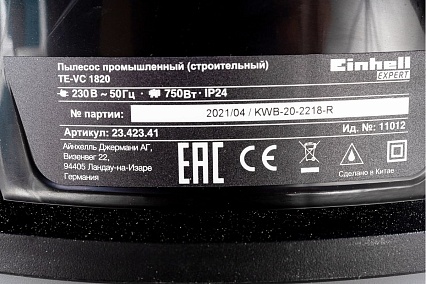 Пылесос промышленный (строительный)
TE-VC 1820
Einhell
EXPERT
230 В ~ 50Гц · 750Вт · IP24
№ партии: 2021/04 / KWB-20-2218-R
Артикул: 23.423.41
Ид. №: 11012
Айнхелль Джермани АГ,
Визенвег 22,
94405 Ландау-на-Изаре
Германия
EAC
CE
Сделано в Китае